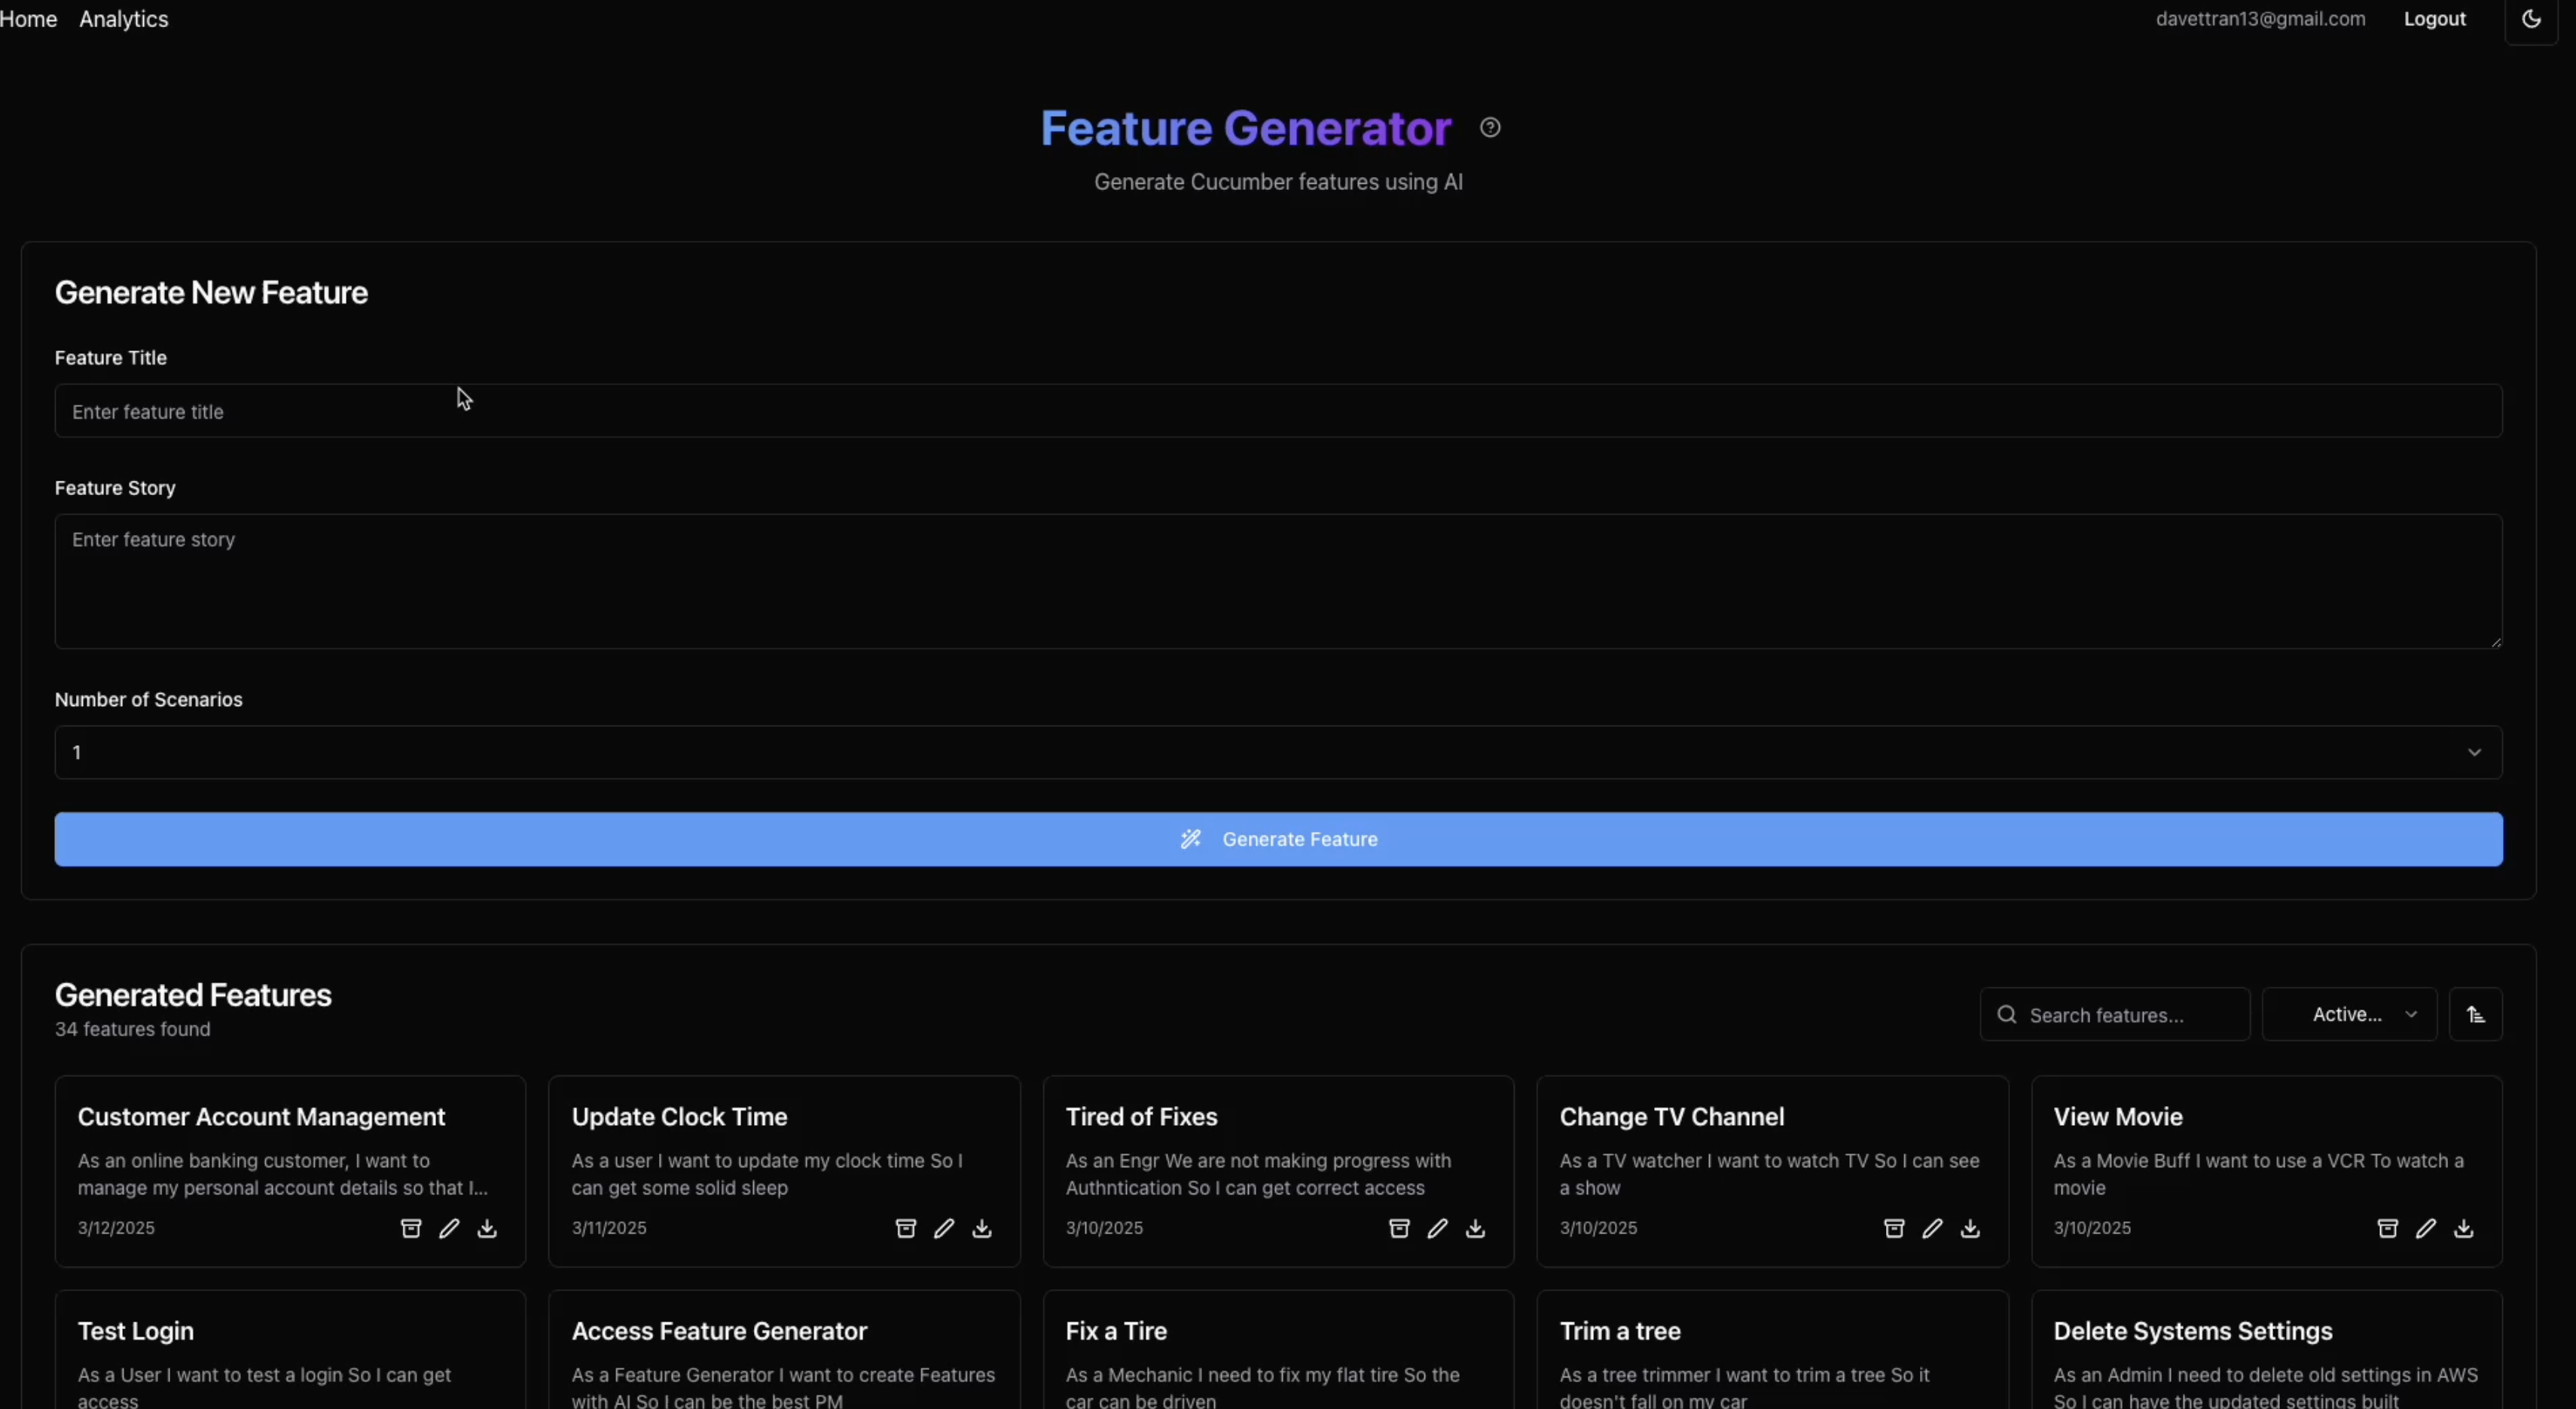 Home Analytics davettran13@gmail.com Logout
Feature Generator
Generate Cucumber features using AI
Generate New Feature
Feature Title
Enter feature title
Feature Story
Enter feature story
Number of Scenarios
1
Generate Feature
Generated Features
34 features found
Search features...
Active...
Customer Account Management
As an online banking customer, I want to
manage my personal account details so that I...
3/12/2025
Update Clock Time
As a user I want to update my clock time So I
can get some solid sleep
3/11/2025
Tired of Fixes
As an Engr We are not making progress with
Authntication So I can get correct access
3/10/2025
Change TV Channel
As a TV watcher I want to watch TV So I can see
a show
3/10/2025
View Movie
As a Movie Buff I want to use a VCR To watch a
movie
3/10/2025
Test Login
As a User I want to test a login So I can get
access
Access Feature Generator
As a Feature Generator I want to create Features
with AI So I can be the best PM
Fix a Tire
As a Mechanic I need to fix my flat tire So the
car can be driven
Trim a tree
As a tree trimmer I want to trim a tree So it
doesn't fall on my car
Delete Systems Settings
As an Admin I need to delete old settings in AWS
So I can have the updated settings built